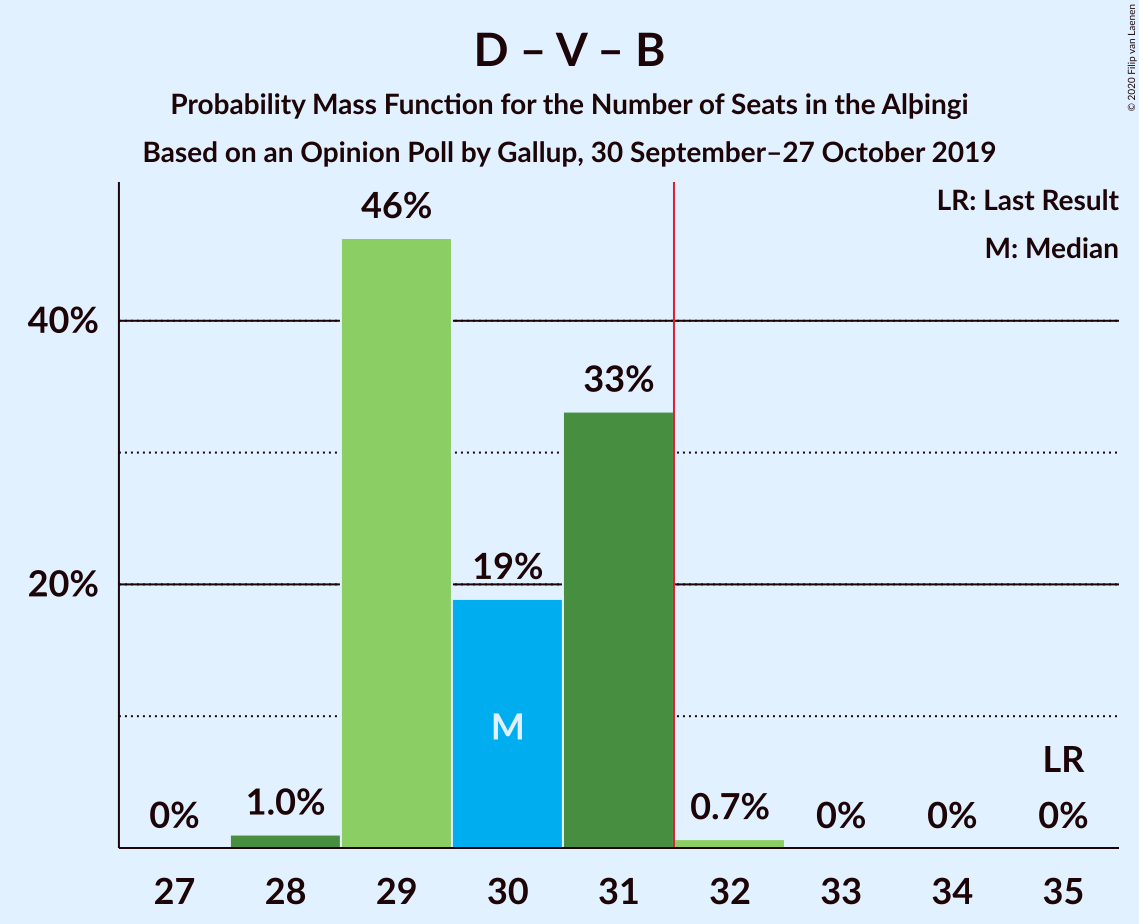 D – V – B
Probability Mass Function for the Number of Seats in the Alþingi
Based on an Opinion Poll by Gallup, 30 September–27 October 2019
© 2020 Filip van Laenen
LR: Last Result
M: Median
46%
40%
33%
20%
19%
M
LR
0%
1.0%
0.7%
0%
0%
0%
27
28
29
30
31
32
33
34
35